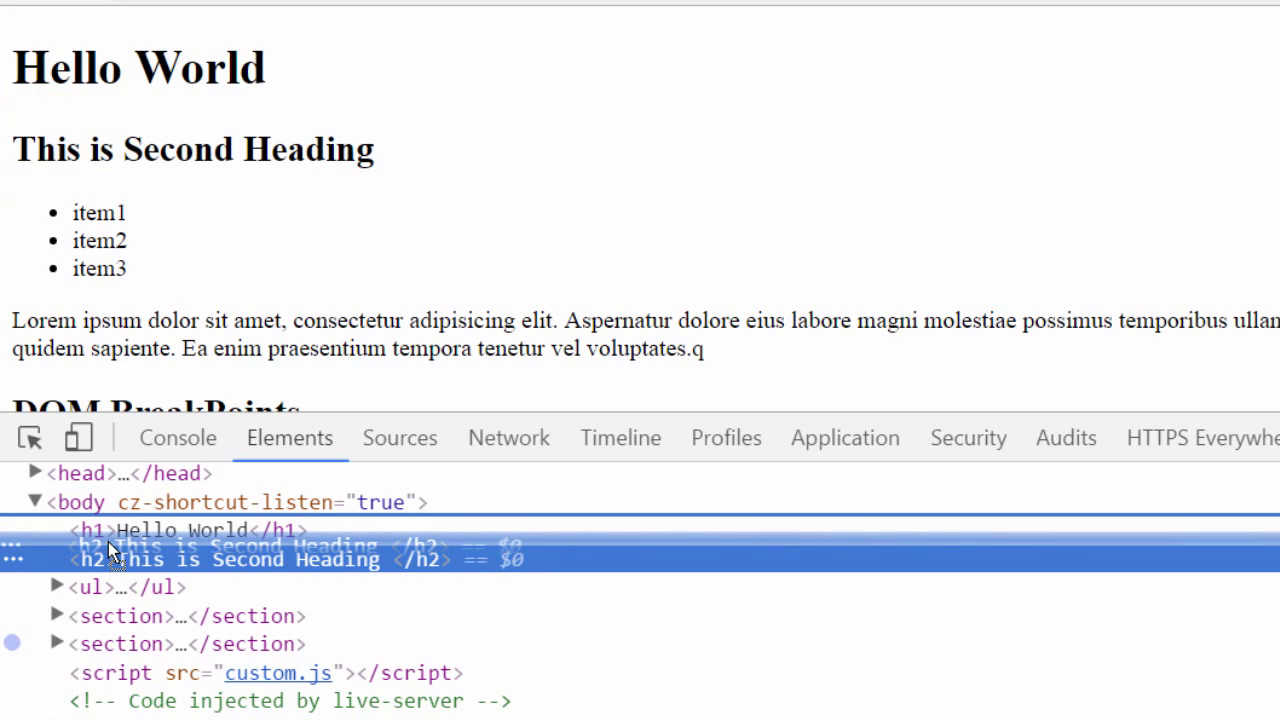 Hello World
This is Second Heading
item1
item2
item3
Lorem ipsum dolor sit amet, consectetur adipisicing elit. Aspernatur dolore eius labore magni molestiae possimus temporibus ullan
quidem sapiente. Ea enim praesentium tempora tenetur vel voluptates.q
DOM BreakPoints
Console Elements Sources Network Timeline Profiles Application Security Audits HTTPS Everywhe
<head>…</head>
<body cz-shortcut-listen="true">
<h1>Hello World</h1>
<h2>This is Second Heading </h2> == $0
<h2>This is Second Heading </h2> == $0
<ul>…</ul>
<section>…</section>
<section>…</section>
<script src="custom.js"></script>
<!-- Code injected by live-server -->